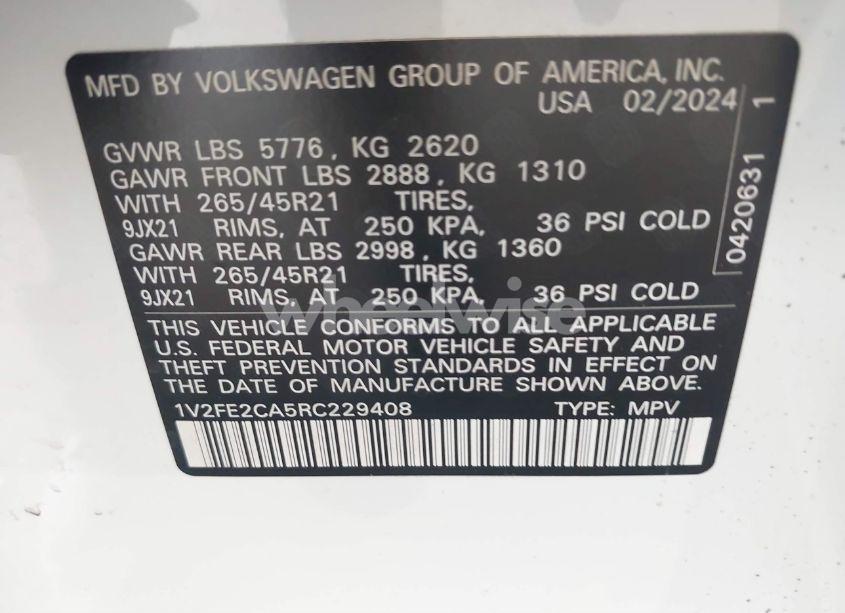 MFD BY VOLKSWAGEN GROUP OF AMERICA, INC.
USA 02/2024
GVWR LBS 5776, KG 2620
GAWR FRONT LBS 2888, KG 1310
WITH 265/45R21 TIRES,
9JX21 RIMS, AT 250 KPA, 36 PSI COLD
GAWR REAR LBS 2998, KG 1360
WITH 265/45R21 TIRES,
9JX21 RIMS, AT 250 KPA, 36 PSI COLD
THIS VEHICLE CONFORMS TO ALL APPLICABLE
U.S. FEDERAL MOTOR VEHICLE SAFETY AND
THEFT PREVENTION STANDARDS IN EFFECT ON
THE DATE OF MANUFACTURE SHOWN ABOVE.
1V2FE2CA5RC229408 TYPE: MPV
0420631 1
wheelwise